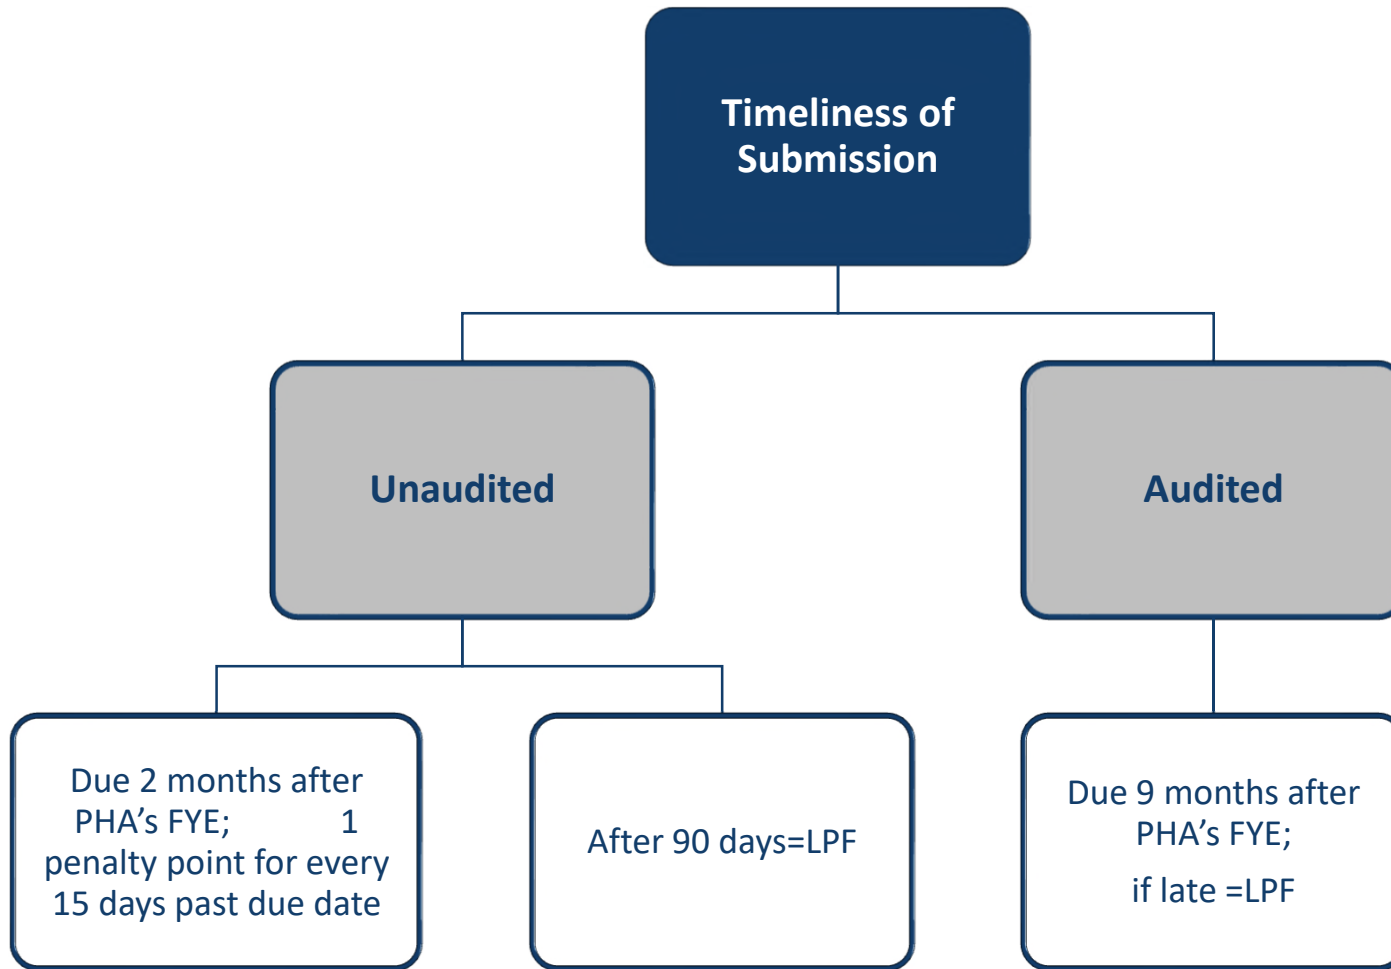 Timeliness of
Submission
Unaudited
Audited
Due 2 months after
PHA’s FYE; 1
penalty point for every
15 days past due date
After 90 days=LPF
Due 9 months after
PHA’s FYE;
if late =LPF